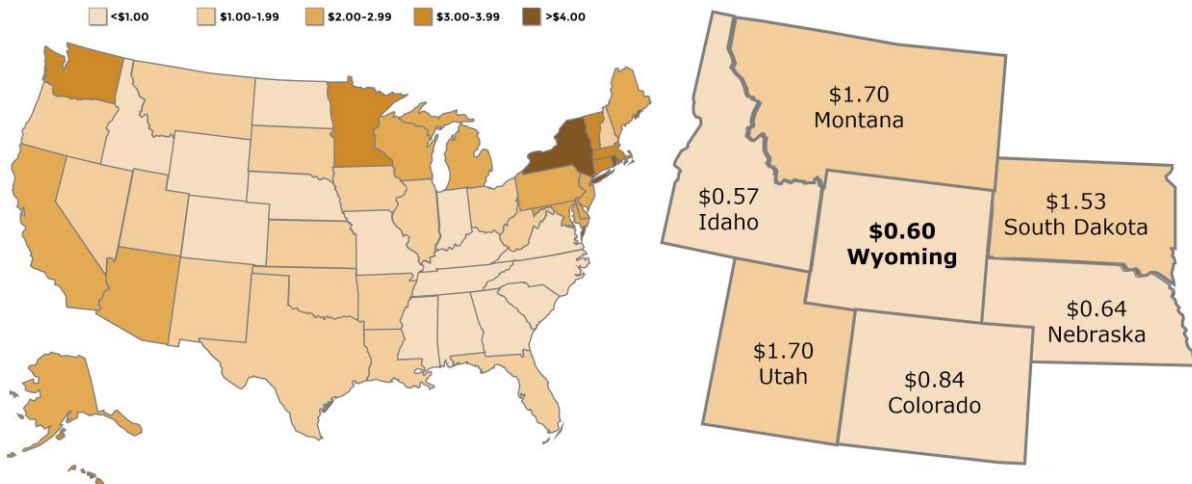 <$1.00 $1.00-1.99 $2.00-2.99 $3.00-3.99 >$4.00
$1.70
Montana
$0.57
Idaho
$1.53
South Dakota
$0.60
Wyoming
$0.64
Nebraska
$1.70
Utah
$0.84
Colorado